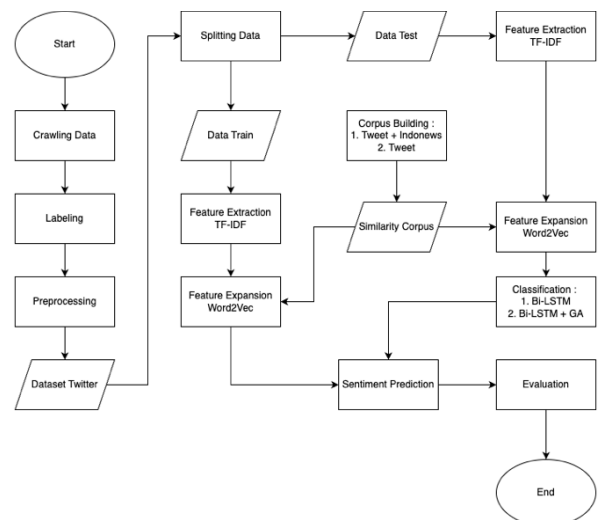 Start
Crawling Data
Labeling
Preprocessing
Dataset Twitter
Splitting Data
Data Train
Feature Extraction
TF-IDF
Feature Expansion
Word2Vec
Data Test
Feature Extraction
TF-IDF
Corpus Building :
1. Tweet + Indonews
2. Tweet
Similarity Corpus
Feature Expansion
Word2Vec
Classification :
1. Bi-LSTM
2. Bi-LSTM + GA
Sentiment Prediction
Evaluation
End